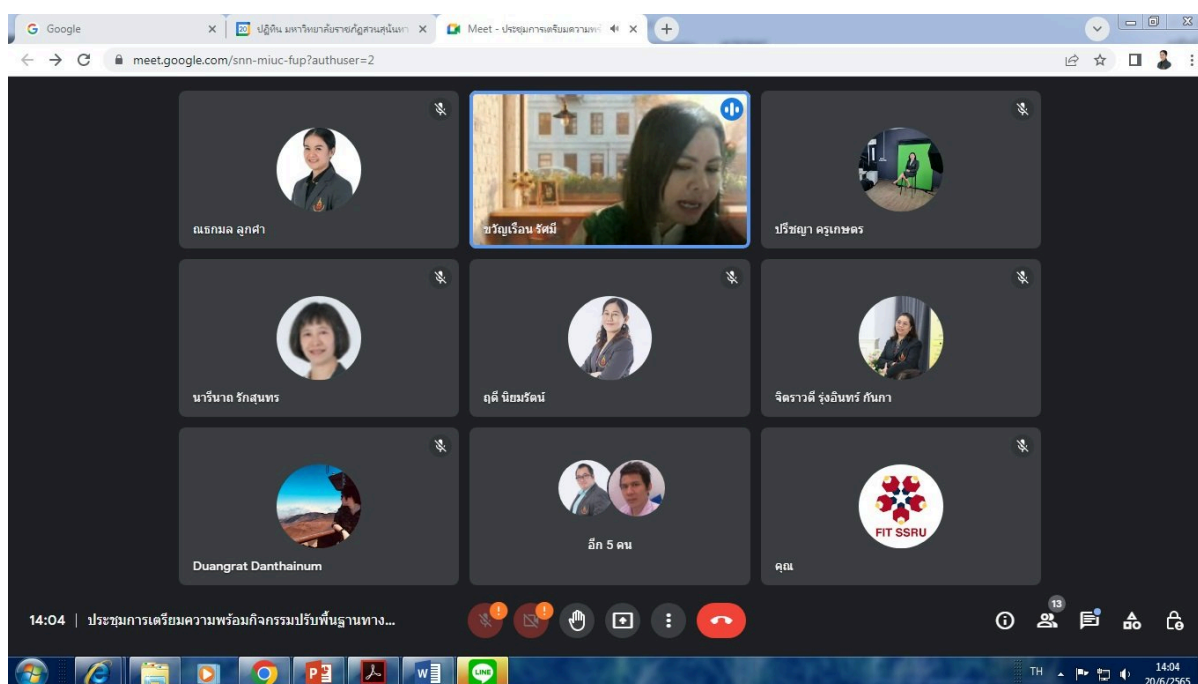 Google
ปฏิทิน มหาวิทยาลัยราชภัฏสวนสุนันทา
Meet - ประชุมการเตรียมความพร้
meet.google.com/snn-miuc-fup?authuser=2
ณธกมล ลูกศำ
ขวัญเรือน รัศมี
ปรีชญา ครูเกษตร
นารีนาถ รักสุนทร
ฤดี นิยมรัตน์
จิตราวดี รุ่งอินทร์ กันกา
Duangrat Danthainum
อีก 5 คน
FIT SSRU
คุณ
14:04 | ประชุมการเตรียมความพร้อมกิจกรรมปรับพื้นฐานทาง...
13
LINE
TH
14:04
20/6/2565